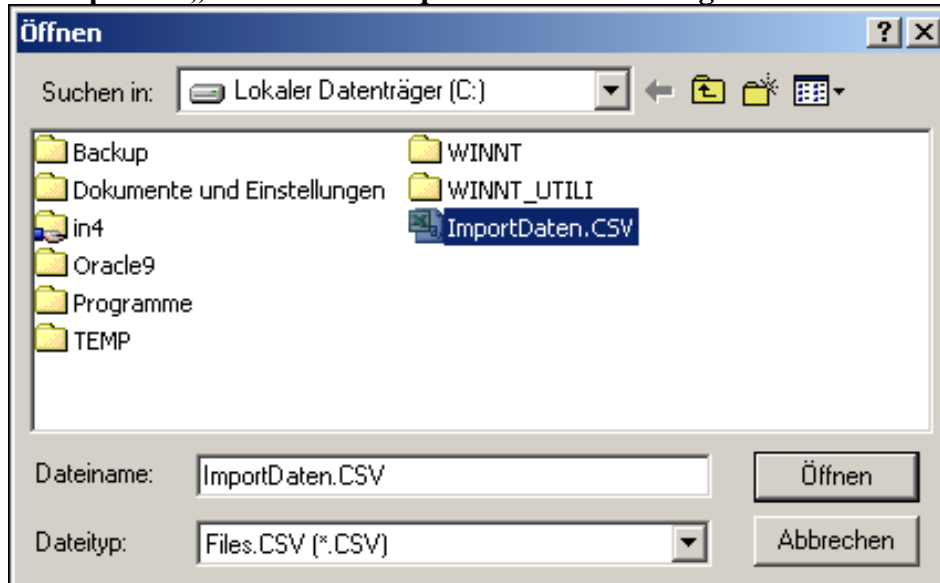 Öffnen
Suchen in: Lokaler Datenträger (C:)
Backup
Dokumente und Einstellungen
in4
Oracle9
Programme
TEMP
WINNT
WINNT_UTILI
ImportDaten.CSV
Dateiname: ImportDaten.CSV Öffnen
Dateityp: Files.CSV (*.CSV) Abbrechen